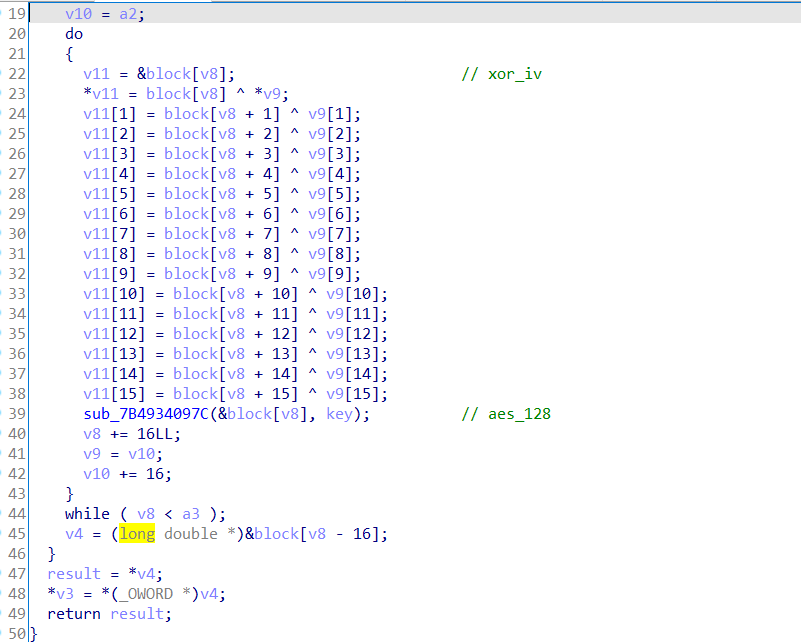 19 v10 = a2;
20 do
21 {
22 v11 = &block[v8]; // xor_iv
23 *v11 = block[v8] ^ *v9;
24 v11[1] = block[v8 + 1] ^ v9[1];
25 v11[2] = block[v8 + 2] ^ v9[2];
26 v11[3] = block[v8 + 3] ^ v9[3];
27 v11[4] = block[v8 + 4] ^ v9[4];
28 v11[5] = block[v8 + 5] ^ v9[5];
29 v11[6] = block[v8 + 6] ^ v9[6];
30 v11[7] = block[v8 + 7] ^ v9[7];
31 v11[8] = block[v8 + 8] ^ v9[8];
32 v11[9] = block[v8 + 9] ^ v9[9];
33 v11[10] = block[v8 + 10] ^ v9[10];
34 v11[11] = block[v8 + 11] ^ v9[11];
35 v11[12] = block[v8 + 12] ^ v9[12];
36 v11[13] = block[v8 + 13] ^ v9[13];
37 v11[14] = block[v8 + 14] ^ v9[14];
38 v11[15] = block[v8 + 15] ^ v9[15];
39 sub_7B4934097C(&block[v8], key); // aes_128
40 v8 += 16LL;
41 v9 = v10;
42 v10 += 16;
43 }
44 while ( v8 < a3 );
45 v4 = (long double *)&block[v8 - 16];
46 }
47 result = *v4;
48 *v3 = *(_OWORD *)v4;
49 return result;
50 }